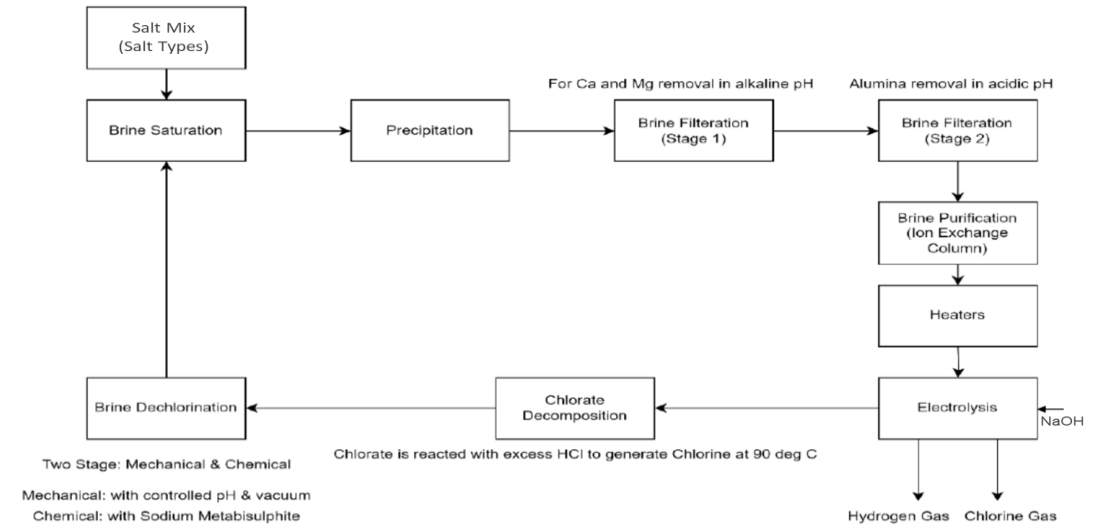 Salt Mix
(Salt Types)
For Ca and Mg removal in alkaline pH
Alumina removal in acidic pH
Brine Saturation
Precipitation
Brine Filteration
(Stage 1)
Brine Filteration
(Stage 2)
Brine Purification
(Ion Exchange
Column)
Heaters
Brine Dechlorination
Chlorate
Decomposition
Electrolysis
NaOH
Two Stage: Mechanical & Chemical
Chlorate is reacted with excess HCl to generate Chlorine at 90 deg C
Mechanical: with controlled pH & vacuum
Chemical: with Sodium Metabisulphite
Hydrogen Gas
Chlorine Gas